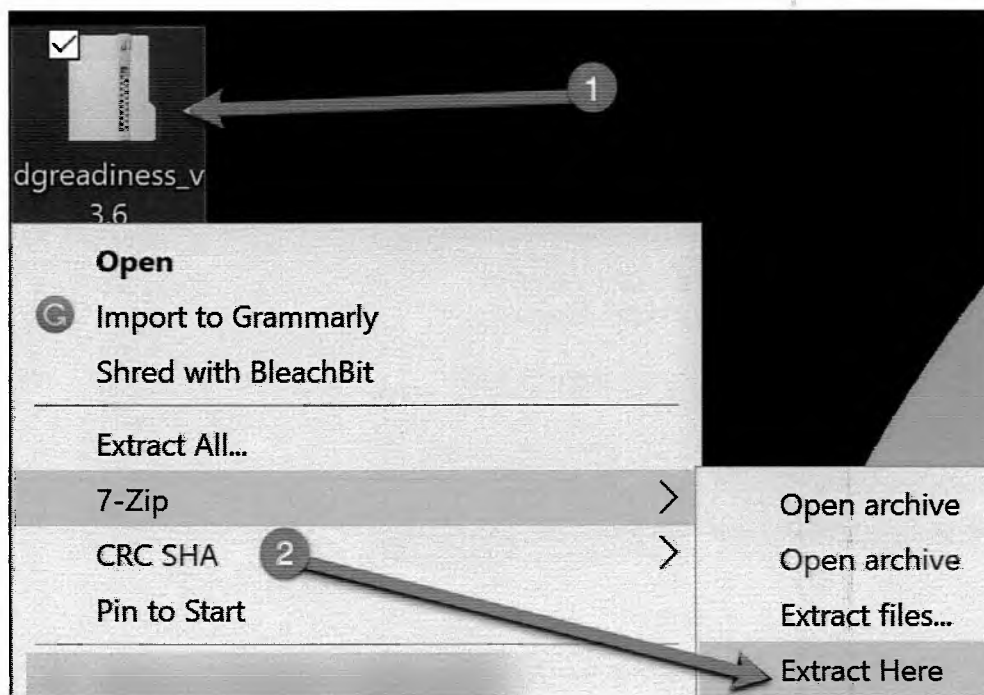 1
dgreadiness_v
3.6
Open
G Import to Grammarly
Shred with BleachBit
Extract All...
7-Zip
Open archive
CRC SHA
2
Open archive
Pin to Start
Extract files...
Extract Here